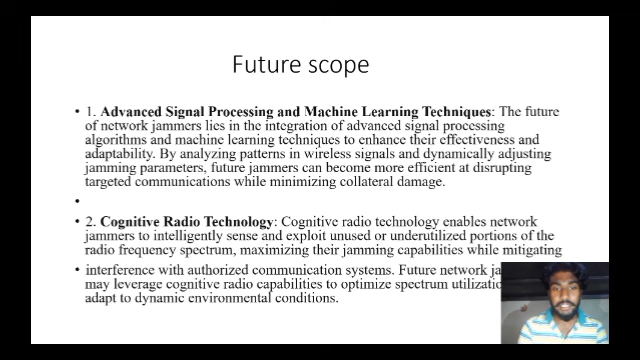 Future scope
• 1. Advanced Signal Processing and Machine Learning Techniques: The future
of network jammers lies in the integration of advanced signal processing
algorithms and machine learning techniques to enhance their effectiveness and
adaptability. By analyzing patterns in wireless signals and dynamically adjusting
jamming parameters, future jammers can become more efficient at disrupting
targeted communications while minimizing collateral damage.
•
• 2. Cognitive Radio Technology: Cognitive radio technology enables network
jammers to intelligently sense and exploit unused or underutilized portions of the
radio frequency spectrum, maximizing their jamming capabilities while mitigating
• interference with authorized communication systems. Future network
may leverage cognitive radio capabilities to optimize spectrum
adapt to dynamic environmental conditions.